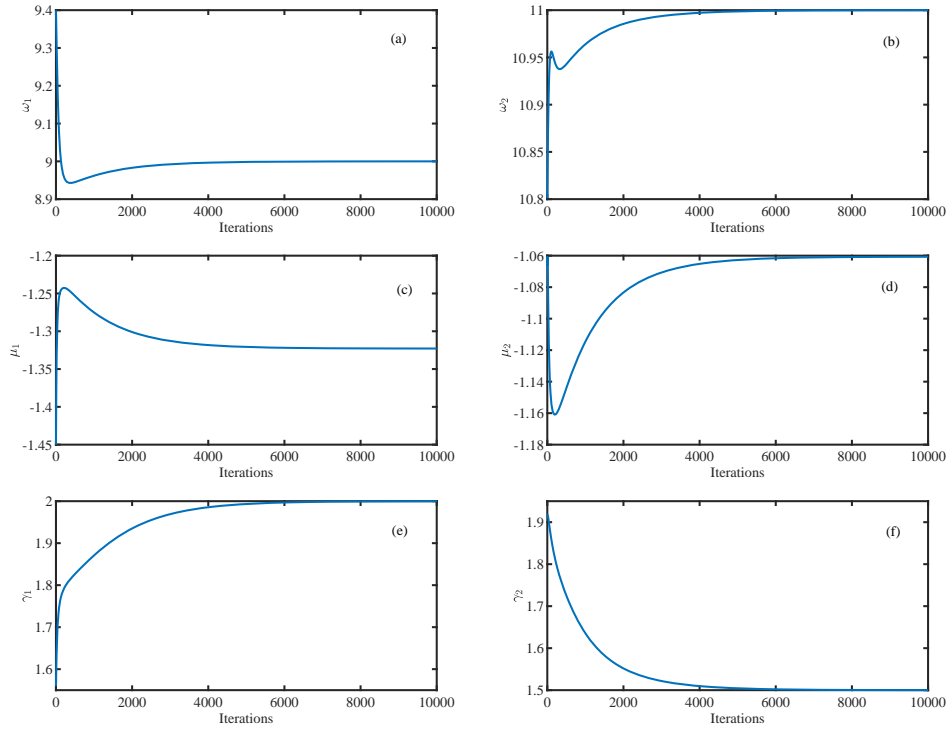 9.4
9.3
9.2
9.1
9
8.9
ω₁
(a)
0 2000 4000 6000 8000 10000
Iterations
11
10.95
10.9
10.85
10.8
ω₂
(b)
0 2000 4000 6000 8000 10000
Iterations
-1.2
-1.25
-1.3
-1.35
-1.4
-1.45
μ₁
(c)
0 2000 4000 6000 8000 10000
Iterations
-1.06
-1.08
-1.1
-1.12
-1.14
-1.16
-1.18
μ₂
(d)
0 2000 4000 6000 8000 10000
Iterations
2
1.9
1.8
1.7
1.6
γ₁
(e)
0 2000 4000 6000 8000 10000
Iterations
1.9
1.8
1.7
1.6
1.5
γ₂
(f)
0 2000 4000 6000 8000 10000
Iterations